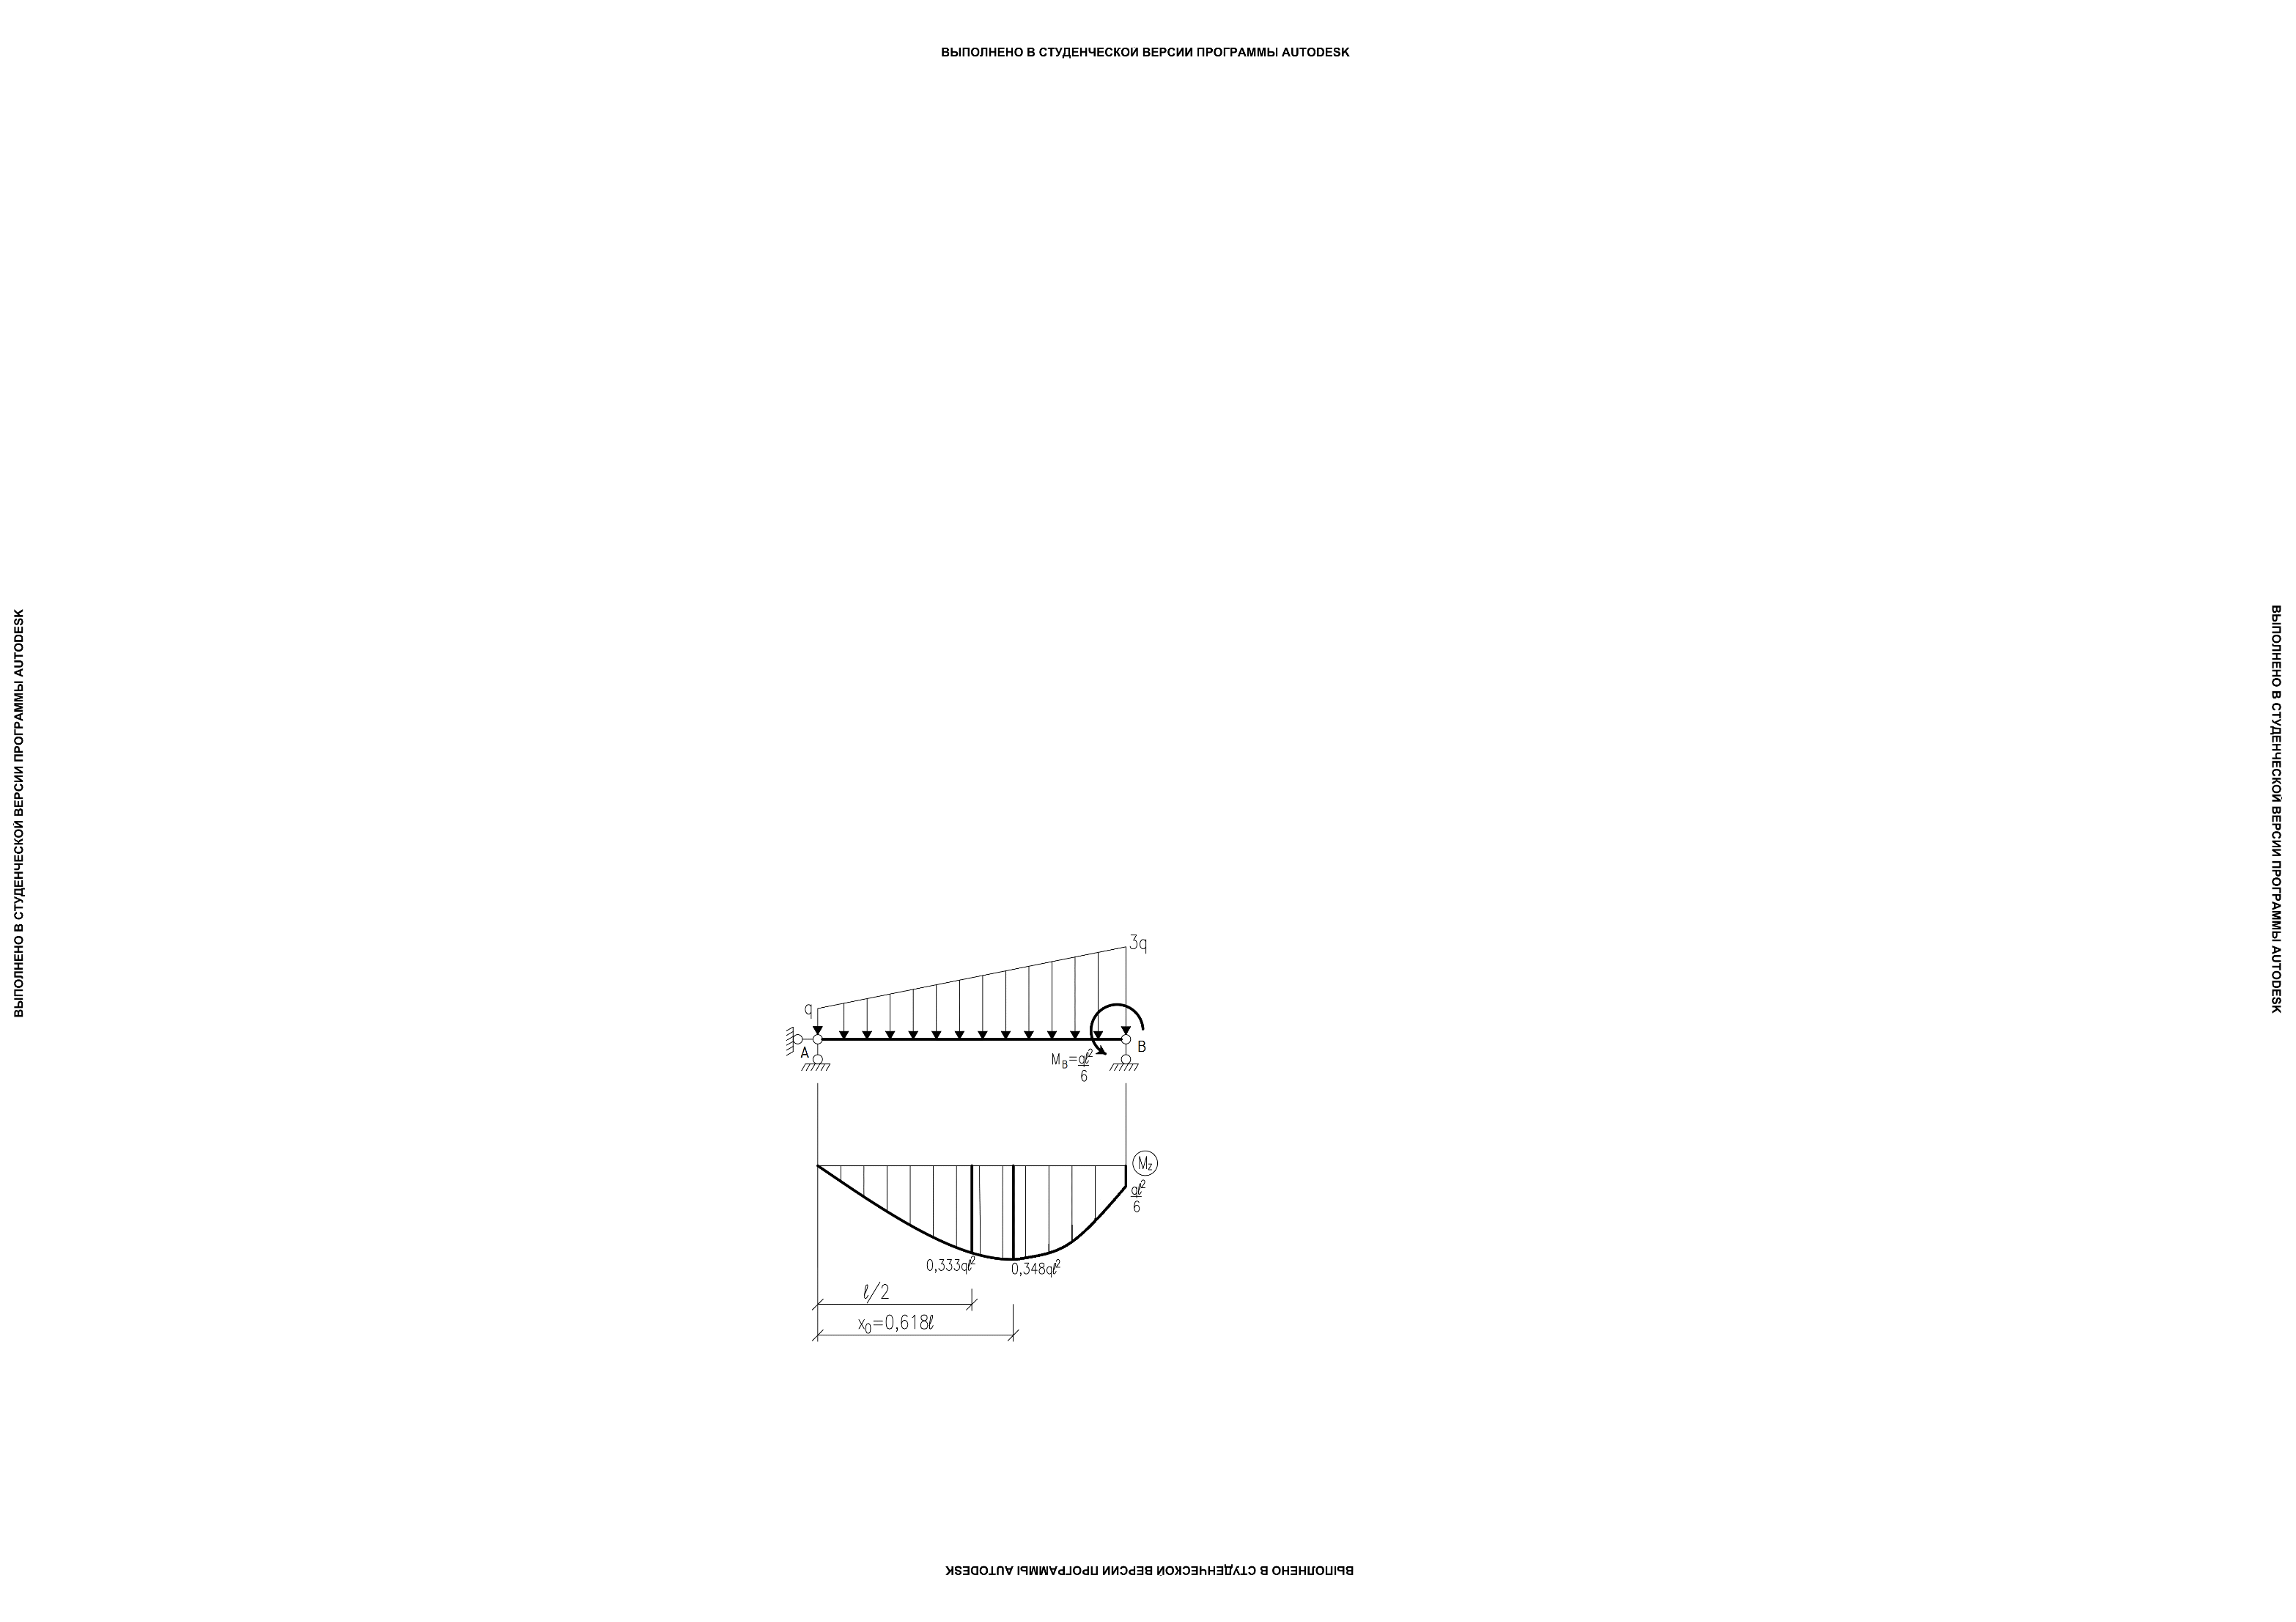 ВЫПОЛНЕНО В СТУДЕНЧЕСКОЙ ВЕРСИИ ПРОГРАММЫ AUTODESK
ВЫПОЛНЕНО В СТУДЕНЧЕСКОЙ ВЕРСИИ ПРОГРАММЫ AUTODESK
ВЫПОЛНЕНО В СТУДЕНЧЕСКОЙ ВЕРСИИ ПРОГРАММЫ AUTODESK
3q
q
A
B
M_B=qℓ²/6
M_z
qℓ²/6
0,333qℓ²
0,348qℓ²
ℓ/2
x₀=0,618ℓ
ВЫПОЛНЕНО В СТУДЕНЧЕСКОЙ ВЕРСИИ ПРОГРАММЫ AUTODESK